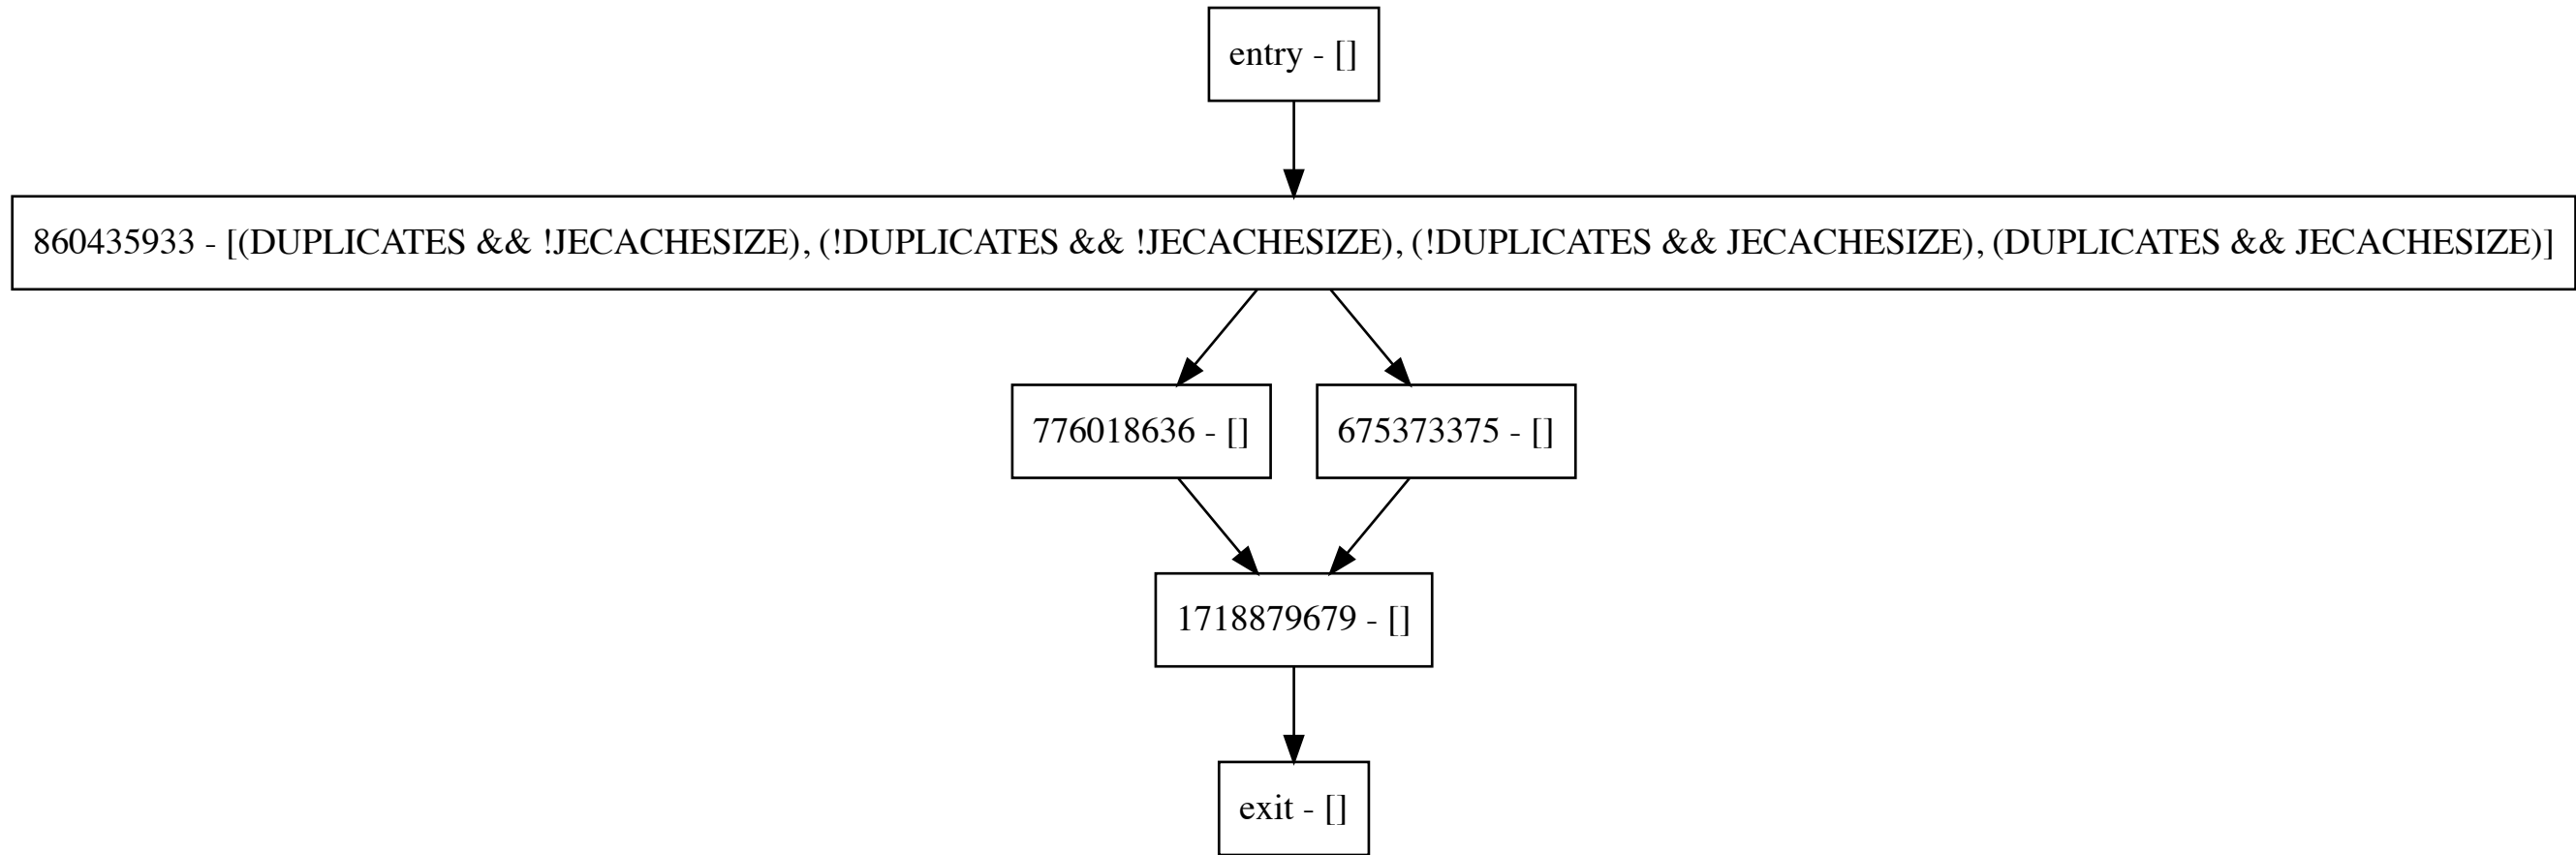 entry - []
860435933 - [(DUPLICATES && !JECACHESIZE), (!DUPLICATES && !JECACHESIZE), (!DUPLICATES && JECACHESIZE), (DUPLICATES && JECACHESIZE)]
776018636 - []
675373375 - []
1718879679 - []
exit - []